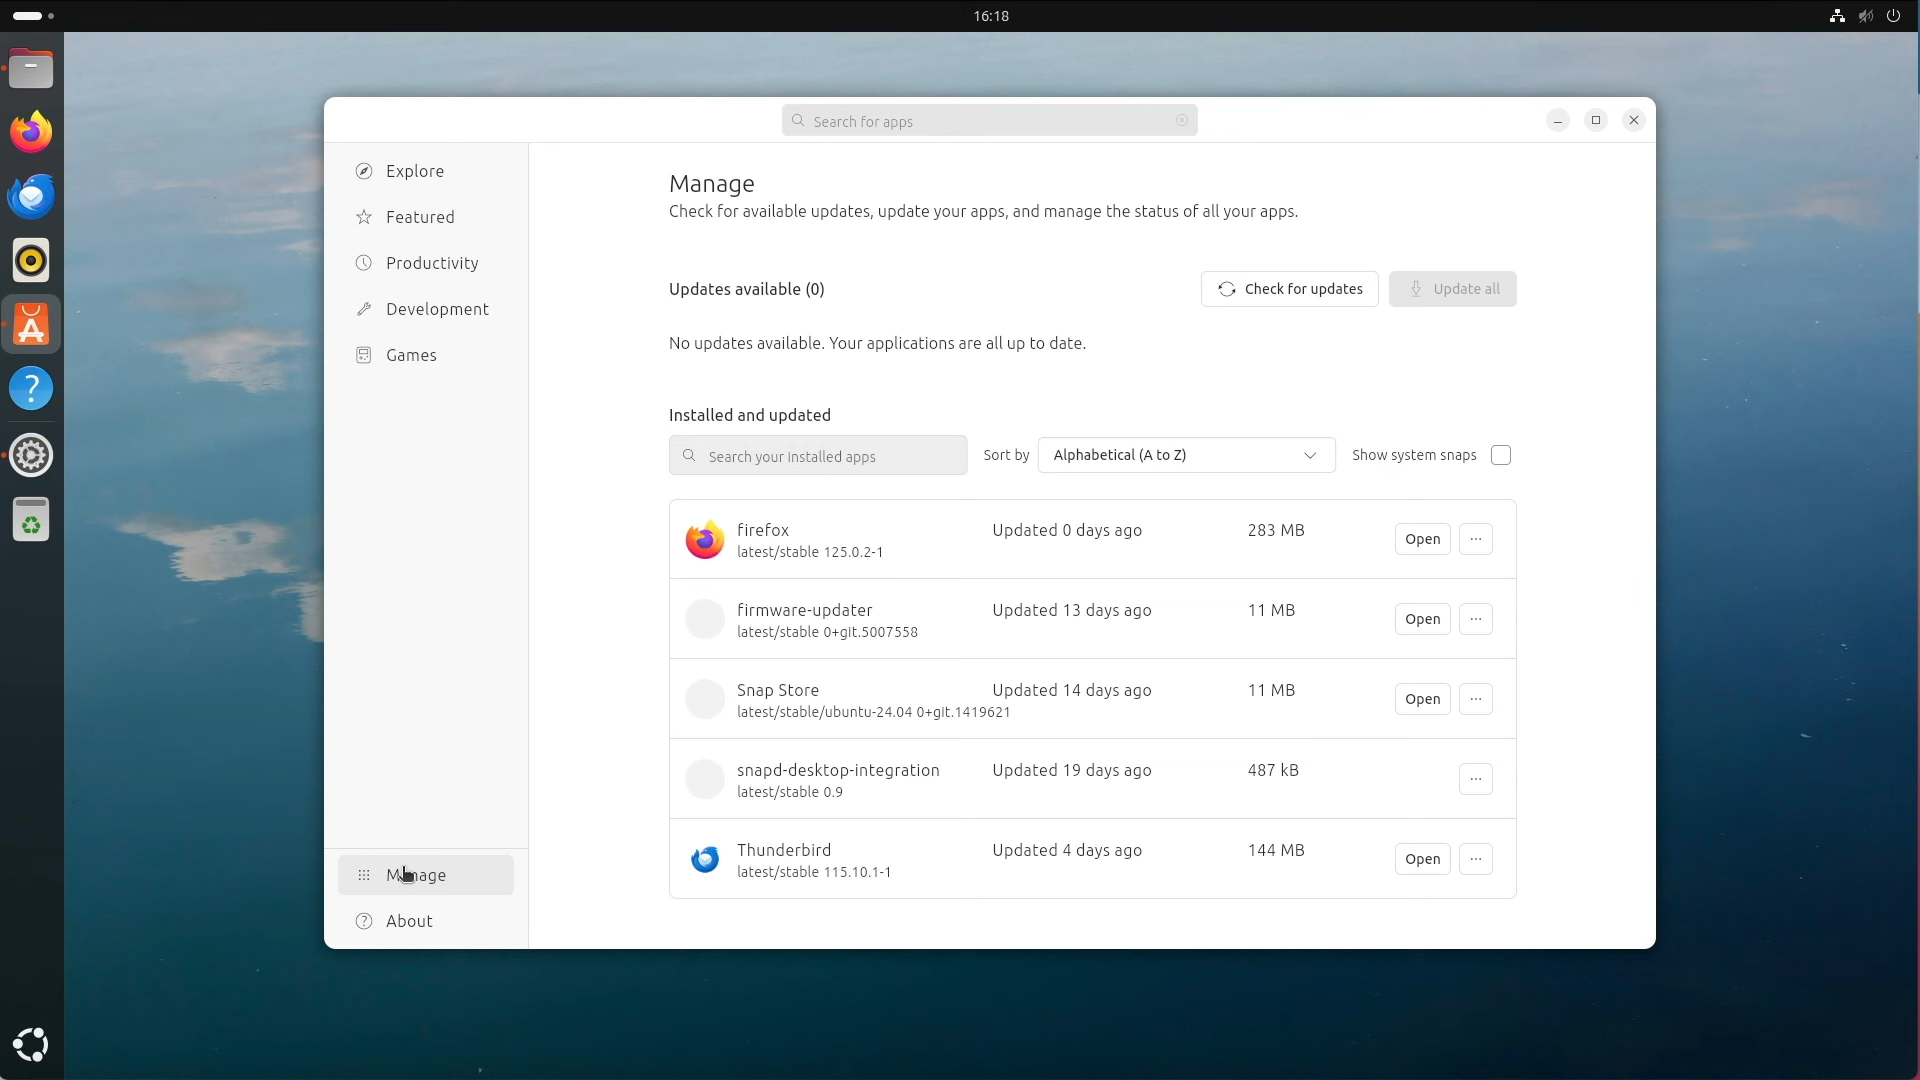 16:18
Search for apps
Explore
Featured
Productivity
Development
Games
Manage
About
Manage
Check for available updates, update your apps, and manage the status of all your apps.
Updates available (0)
Check for updates
Update all
No updates available. Your applications are all up to date.
Installed and updated
Search your installed apps
Sort by
Alphabetical (A to Z)
Show system snaps
firefox
Updated 0 days ago
283 MB
Open
latest/stable 125.0.2-1
firmware-updater
Updated 13 days ago
11 MB
Open
latest/stable 0+git.5007558
Snap Store
Updated 14 days ago
11 MB
Open
latest/stable/ubuntu-24.04 0+git.1419621
snapd-desktop-integration
Updated 19 days ago
487 kB
latest/stable 0.9
Thunderbird
Updated 4 days ago
144 MB
Open
latest/stable 115.10.1-1